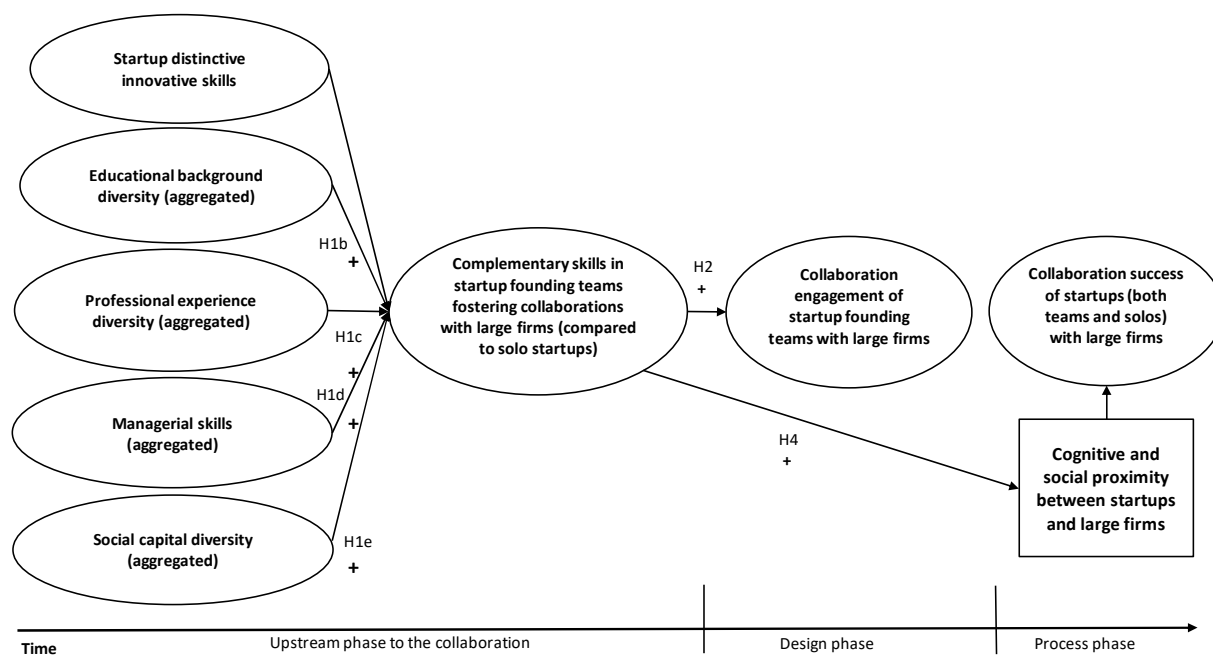 Startup distinctive
innovative skills
Educational background
diversity (aggregated)
H1b
+
Professional experience
diversity (aggregated)
H1c
+
H1d
+
Managerial skills
(aggregated)
Social capital diversity
(aggregated)
H1e
+
Complementary skills in
startup founding teams
fostering collaborations
with large firms (compared
to solo startups)
H2
+
Collaboration
engagement of
startup founding
teams with large firms
Collaboration success
of startups (both
teams and solos) with
with large firms
H4
+
Cognitive and
social proximity
between startups
and large firms
Time
Upstream phase to the collaboration
Design phase
Process phase